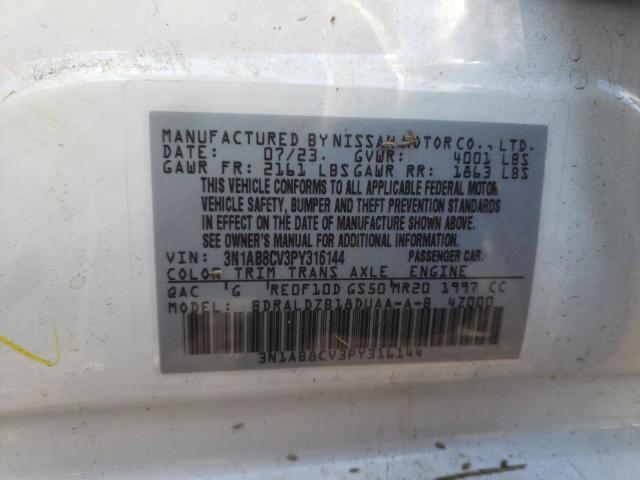 MANUFACTURED BY NISSAN MOTOR CO., LTD.
DATE: 07/23. GVWR: 4001 LBS
GAWR FR: 2161 LBS GAWR RR: 1863 LBS
THIS VEHICLE CONFORMS TO ALL APPLICABLE FEDERAL MOTOR
VEHICLE SAFETY, BUMPER AND THEFT PREVENTION STANDARDS
IN EFFECT ON THE DATE OF MANUFACTURE SHOWN ABOVE.
SEE OWNER'S MANUAL FOR ADDITIONAL INFORMATION.
VIN: 3N1AB8CV3PY316144 PASSENGER CAR.
COLOR TRIM TRANS AXLE ENGINE
QAC G RE0F10D GS50 MR20 1997 CC
MODEL: BDRALDZB18DUAA-A-B 4Z000
3N1AB8CV3PY316144